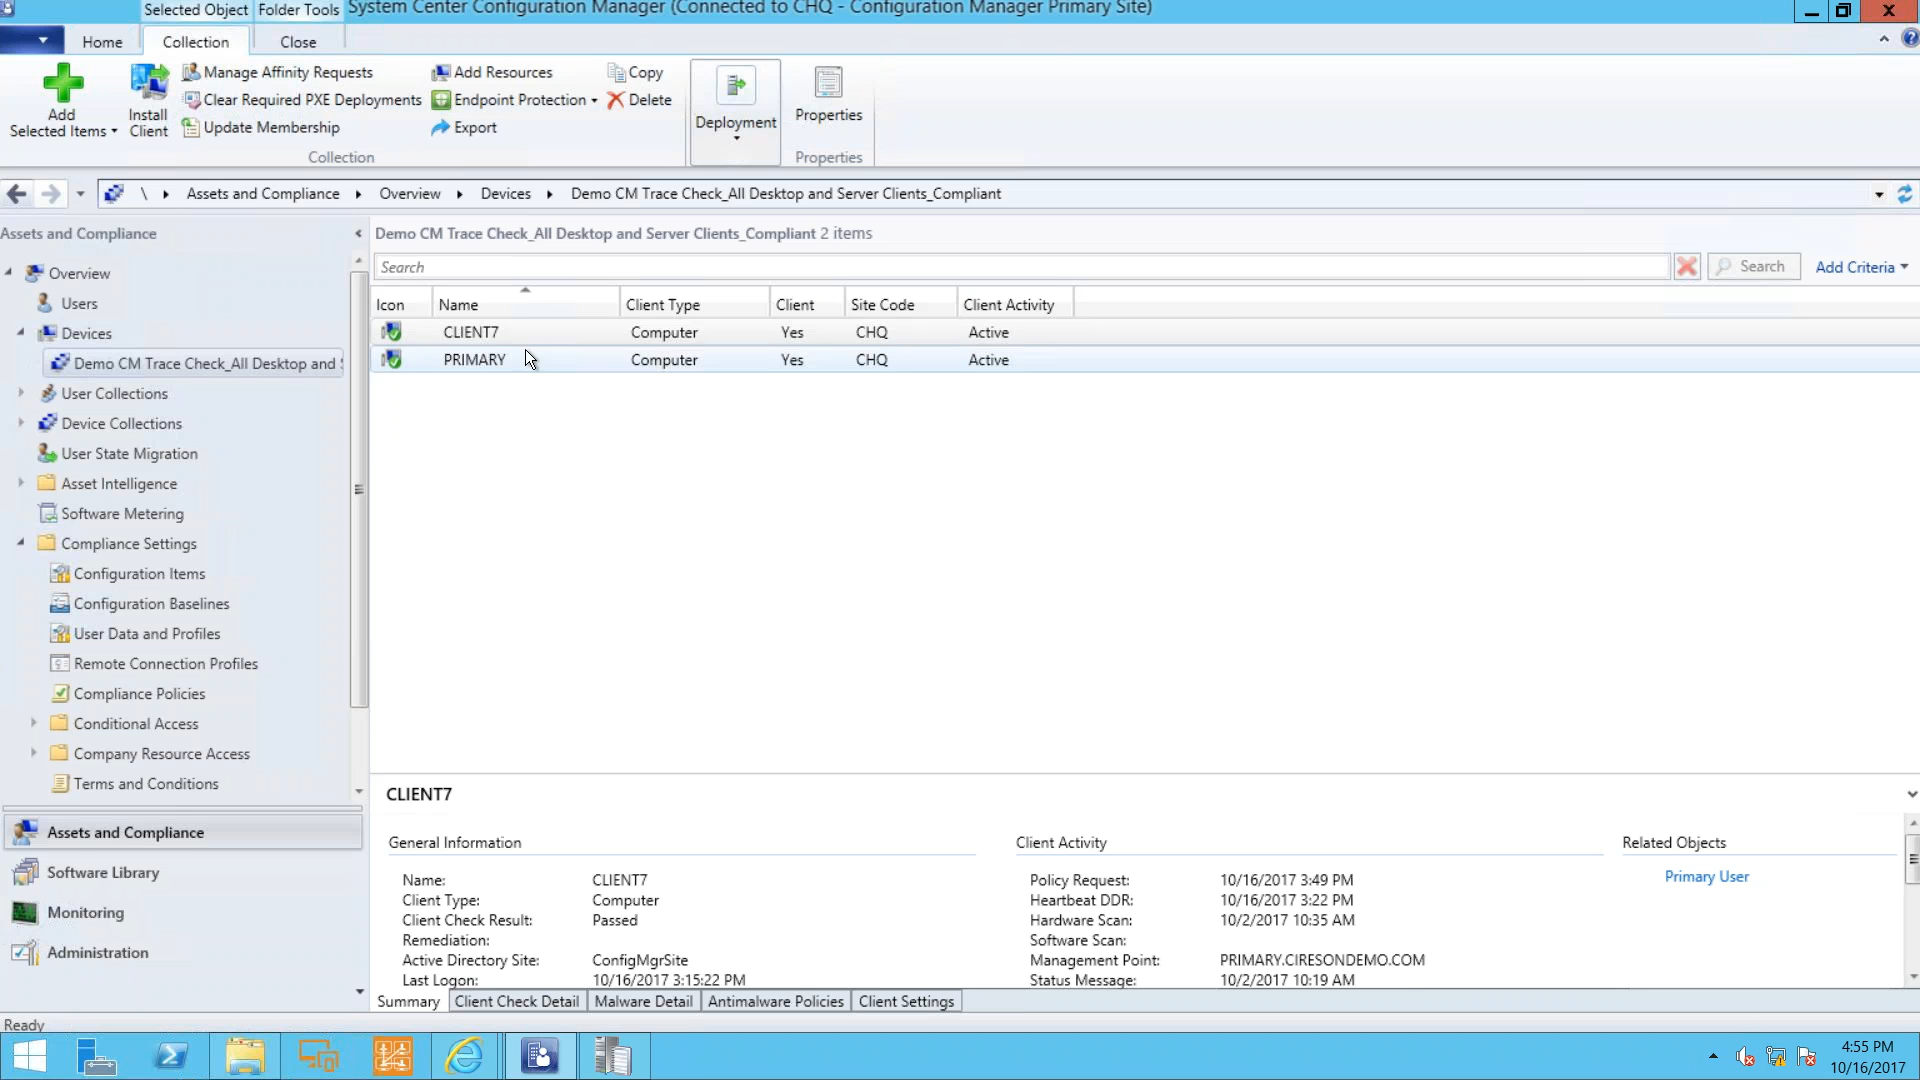 Selected Object Folder Tools System Center Configuration Manager (Connected to CHQ - Configuration Manager Primary Site)
Home Collection Close
Add Selected Items
Install Client
Manage Affinity Requests
Clear Required PXE Deployments
Update Membership
Add Resources
Endpoint Protection
Export
Copy
Delete
Collection
Deployment
Properties
Properties
\ Assets and Compliance Overview Devices Demo CM Trace Check_All Desktop and Server Clients_Compliant
Assets and Compliance
Overview
Users
Devices
Demo CM Trace Check_All Desktop and
User Collections
Device Collections
User State Migration
Asset Intelligence
Software Metering
Compliance Settings
Configuration Items
Configuration Baselines
User Data and Profiles
Remote Connection Profiles
Compliance Policies
Conditional Access
Company Resource Access
Terms and Conditions
Assets and Compliance
Software Library
Monitoring
Administration
Demo CM Trace Check_All Desktop and Server Clients_Compliant 2 items
Search Search Add Criteria
Icon Name Client Type Client Site Code Client Activity
CLIENT7 Computer Yes CHQ Active
PRIMARY Computer Yes CHQ Active
CLIENT7
General Information
Name: CLIENT7
Client Type: Computer
Client Check Result: Passed
Remediation:
Active Directory Site: ConfigMgrSite
Last Logon: 10/16/2017 3:15:22 PM
Client Activity
Policy Request: 10/16/2017 3:49 PM
Heartbeat DDR: 10/16/2017 3:22 PM
Hardware Scan: 10/2/2017 10:35 AM
Software Scan:
Management Point: PRIMARY.CIRESONDEMO.COM
Status Message: 10/2/2017 10:19 AM
Related Objects
Primary User
Summary Client Check Detail Malware Detail Antimalware Policies Client Settings
Ready
4:55 PM
10/16/2017